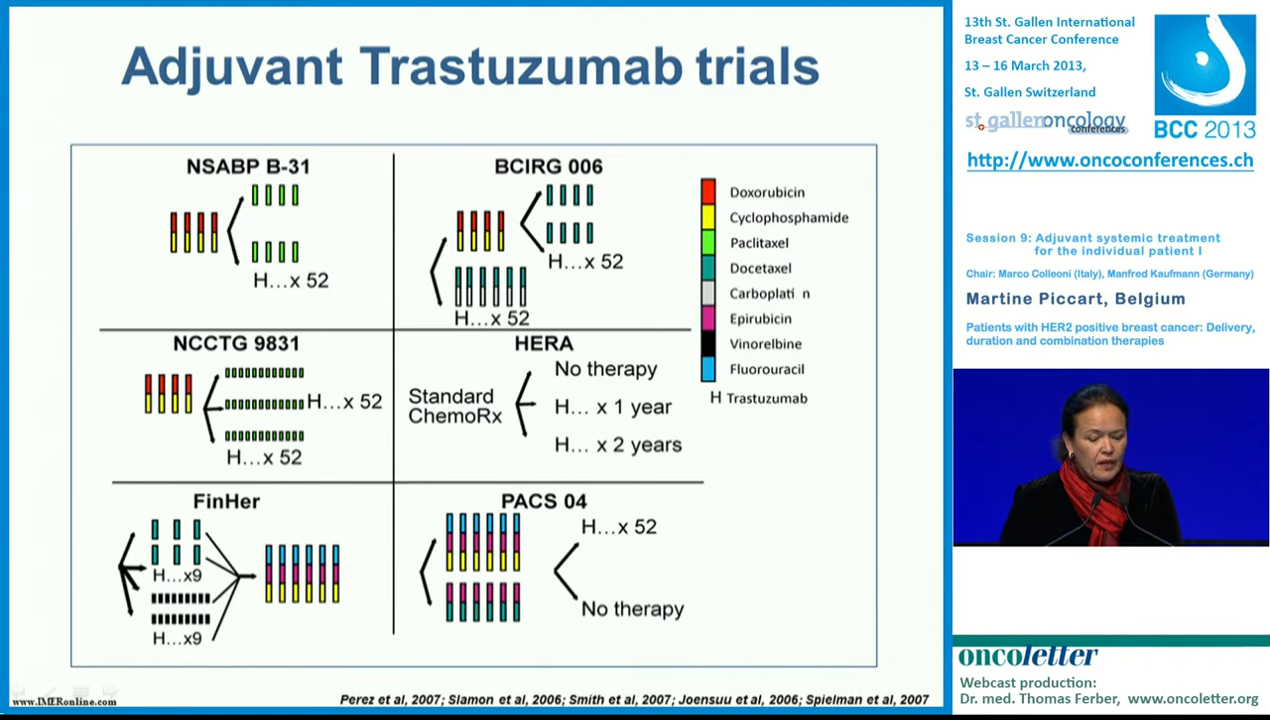 Adjuvant Trastuzumab trials
NSABP B-31
H...x 52
BCIRG 006
H...x 52
H...x 52
Doxorubicin
Cyclophosphamide
Paclitaxel
Docetaxel
Carboplati n
Epirubicin
Vinorelbine
Fluorouracil
H Trastuzumab
NCCTG 9831
H...x 52
H...x 52
HERA
Standard
ChemoRx
No therapy
H... x 1 year
H... x 2 years
FinHer
H...x9
H...x9
PACS 04
H...x 52
No therapy
www.IMERonline.com
Perez et al, 2007; Slamon et al, 2006; Smith et al, 2007; Joensuu et al, 2006; Spielman et al, 2007
13th St. Gallen International
Breast Cancer Conference
13 – 16 March 2013,
St. Gallen Switzerland
st.gallenoncology
conferences
BCC 2013
http://www.oncoconferences.ch
Session 9: Adjuvant systemic treatment
for the individual patient I
Chair: Marco Colleoni (Italy), Manfred Kaufmann (Germany)
Martine Piccart, Belgium
Patients with HER2 positive breast cancer: Delivery,
duration and combination therapies
oncoletter
Webcast production:
Dr. med. Thomas Ferber, www.oncoletter.org